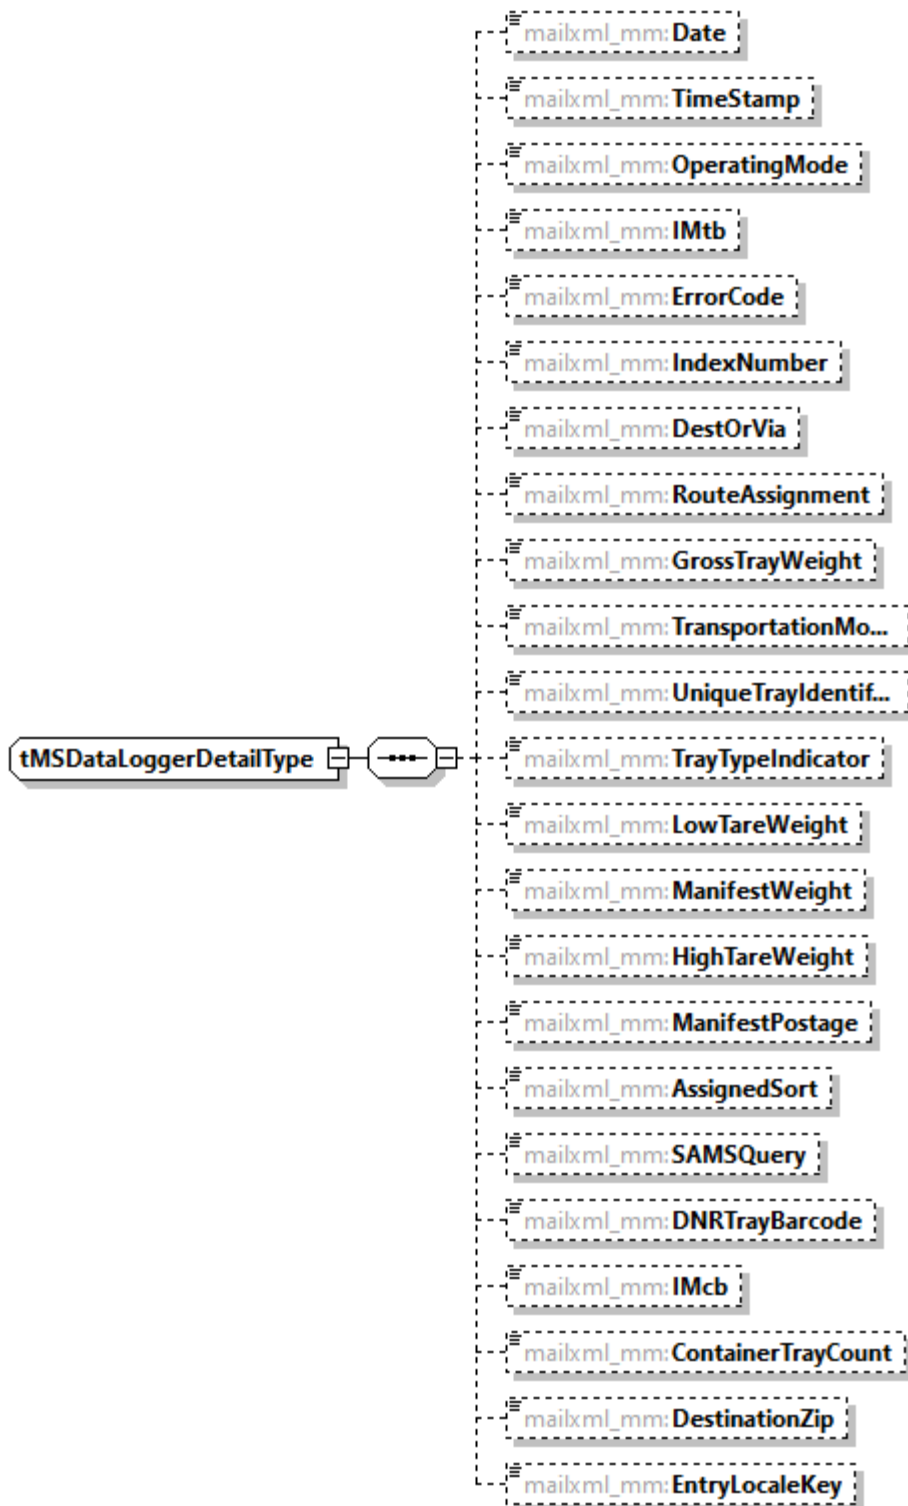 mailxml_mm:Date
mailxml_mm:TimeStamp
mailxml_mm:OperatingMode
mailxml_mm:IMtb
mailxml_mm:ErrorCode
mailxml_mm:IndexNumber
mailxml_mm:DestOrVia
mailxml_mm:RouteAssignment
mailxml_mm:GrossTrayWeight
mailxml_mm:TransportationMo...
mailxml_mm:UniqueTrayIdentif...
tMSDataLoggerDetailType
mailxml_mm:TrayTypeIndicator
mailxml_mm:LowTareWeight
mailxml_mm:ManifestWeight
mailxml_mm:HighTareWeight
mailxml_mm:ManifestPostage
mailxml_mm:AssignedSort
mailxml_mm:SAMSQuery
mailxml_mm:DNRTrayBarcode
mailxml_mm:IMcb
mailxml_mm:ContainerTrayCount
mailxml_mm:DestinationZip
mailxml_mm:EntryLocaleKey